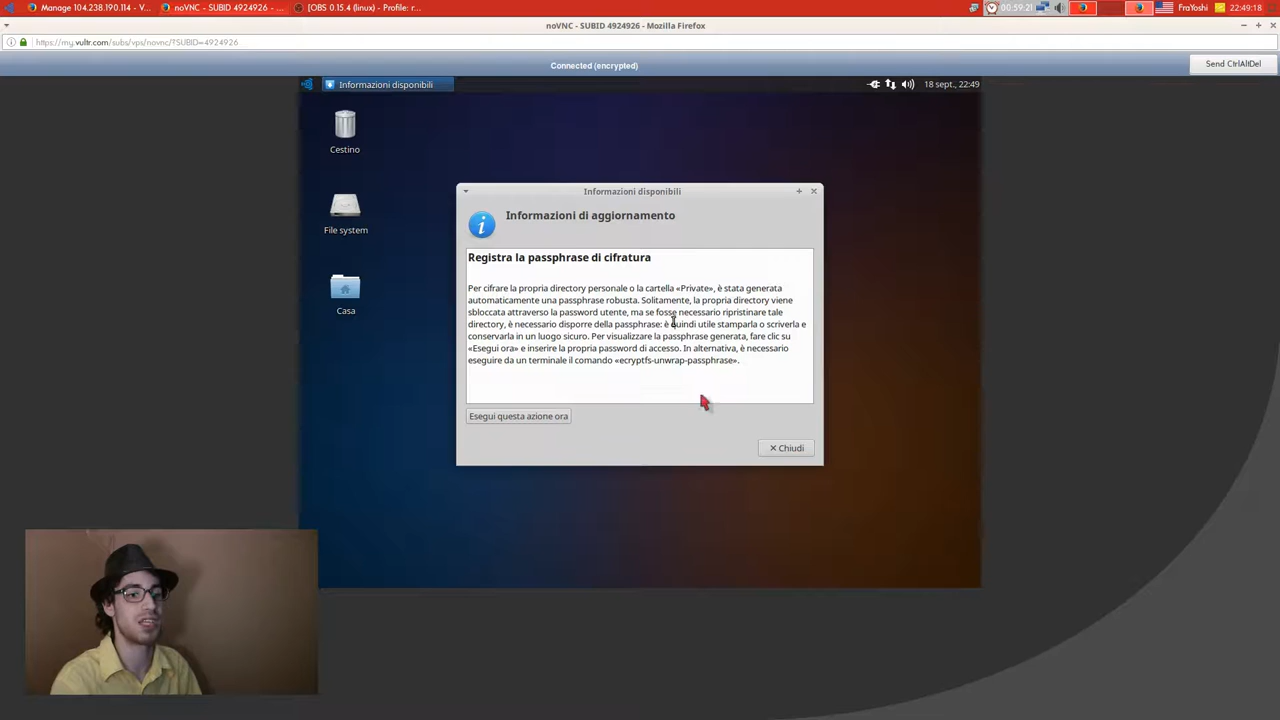 Manage 104.238.190.114 - V...
noVNC - SUBID 4924926 - ...
[OBS 0.15.4 (linux) - Profile: r...
00:59:21
FraYoshi
22:49:18
noVNC - SUBID 4924926 - Mozilla Firefox
https://my.vultr.com/subs/vps/novnc/?SUBID=4924926
Connected (encrypted)
Send CtrlAltDel
Informazioni disponibili
18 sept., 22:49
Cestino
File system
Casa
Informazioni disponibili
Informazioni di aggiornamento
Registra la passphrase di cifratura
Per cifrare la propria directory personale o la cartella «Private», è stata generata
automaticamente una passphrase robusta. Solitamente, la propria directory viene
sbloccata attraverso la password utente, ma se fosse necessario ripristinare tale
directory, è necessario disporre della passphrase: è quindi utile stamparla o scriverla e
conservarla in un luogo sicuro. Per visualizzare la passphrase generata, fare clic su
«Esegui ora» e inserire la propria password di accesso. In alternativa, è necessario
eseguire da un terminale il comando «ecryptfs-unwrap-passphrase».
Esegui questa azione ora
Chiudi